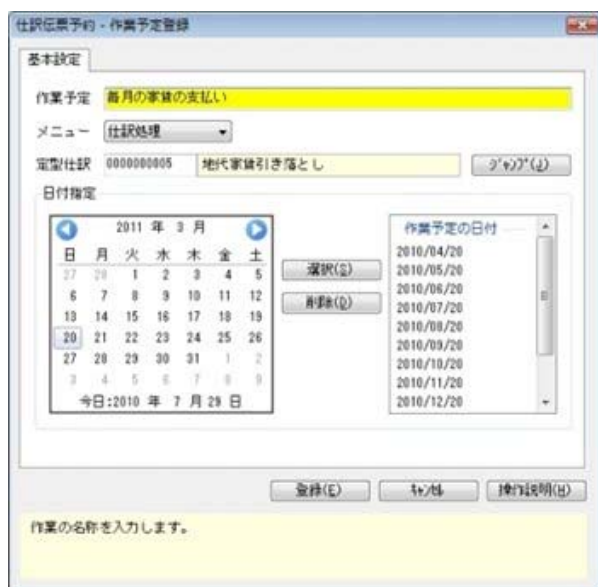 仕訳伝票予約 - 作業予定登録
基本設定
作業予定 毎月の家賃の支払い
メニュー 仕訳処理
定型仕訳 0000000005 地代家賃引き落とし ｼﾞｬﾝﾌﾟ(J)
日付指定
2011 年 3 月
日 月 火 水 木 金 土
27 28 1 2 3 4 5
6 7 8 9 10 11 12
13 14 15 16 17 18 19
20 21 22 23 24 25 26
27 28 29 30 31 1 2
3 4 5 6 7 8 9
今日:2010 年 7 月 29 日
選択(S)
削除(D)
作業予定の日付
2010/04/20
2010/05/20
2010/06/20
2010/07/20
2010/08/20
2010/09/20
2010/10/20
2010/11/20
2010/12/20
登録(E) ｷｬﾝｾﾙ 操作説明(H)
作業の名称を入力します。